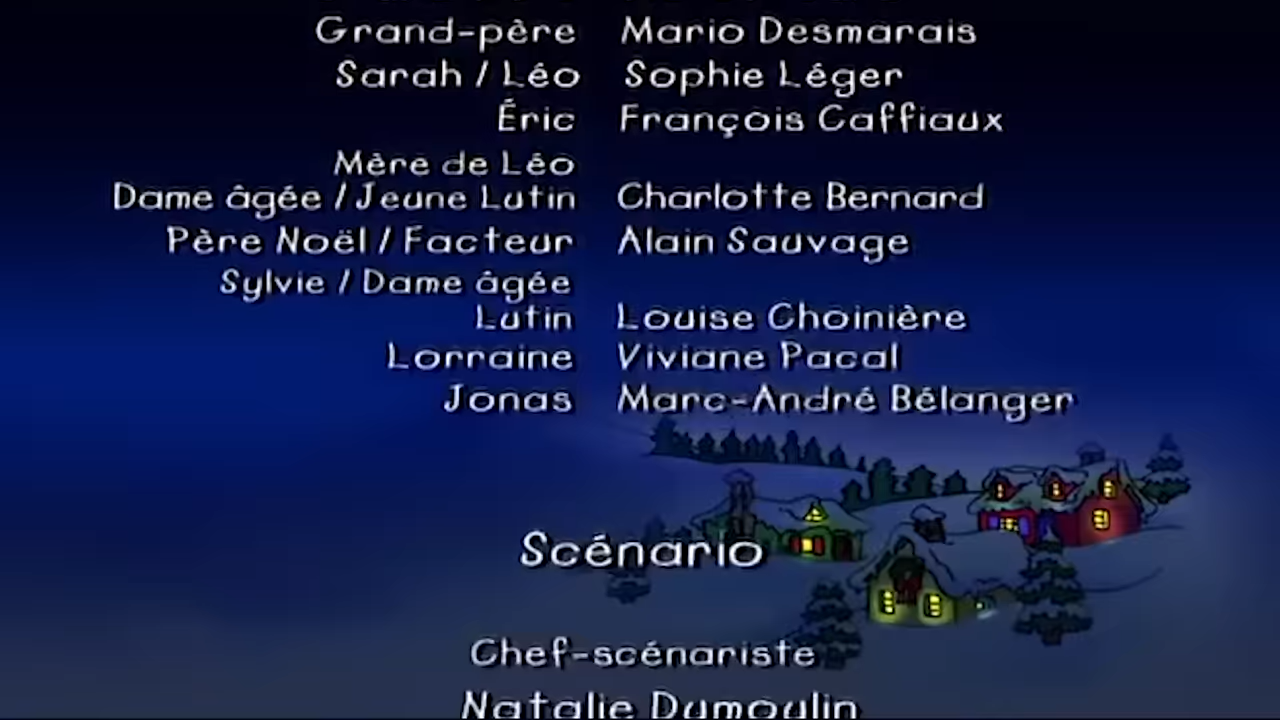 Grand-père Mario Desmarais
Sarah / Léo Sophie Léger
Éric François Caffiaux
Mère de Léo
Dame âgée / Jeune Lutin Charlotte Bernard
Père Noël / Facteur Alain Sauvage
Sylvie / Dame âgée
Lutin Louise Choinière
Lorraine Viviane Pacal
Jonas Marc-André Bélanger
Scénario
Chef-scénariste
Natalie Dumoulin